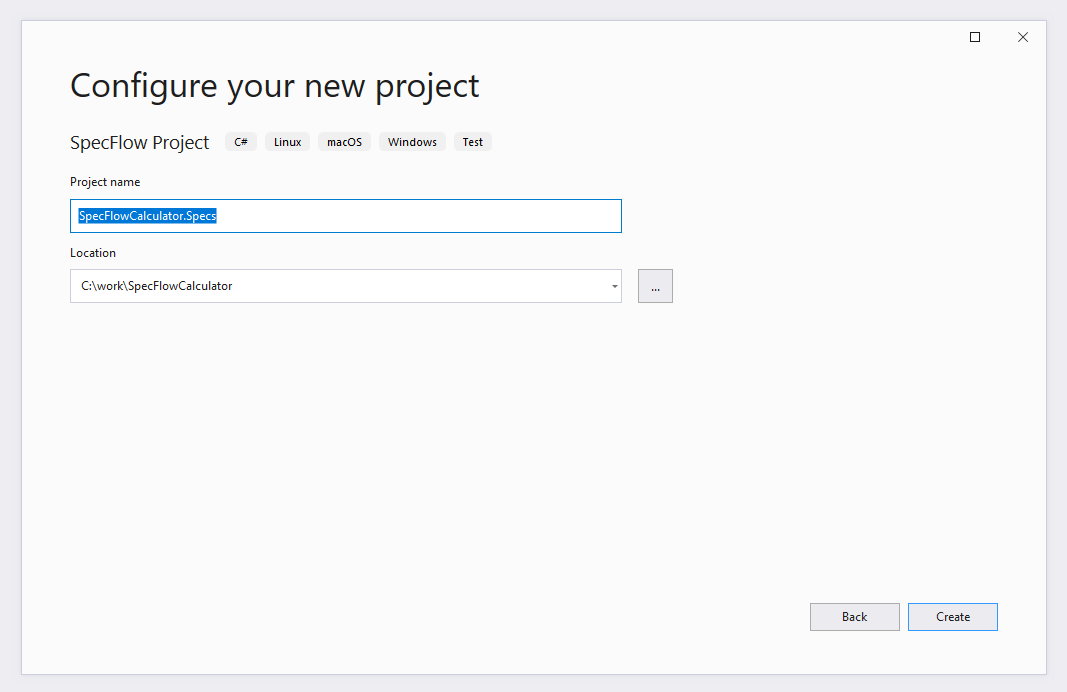 Configure your new project
SpecFlow Project C# Linux macOS Windows Test
Project name
SpecFlowCalculator.Specs
Location
C:\work\SpecFlowCalculator
...
Back Create